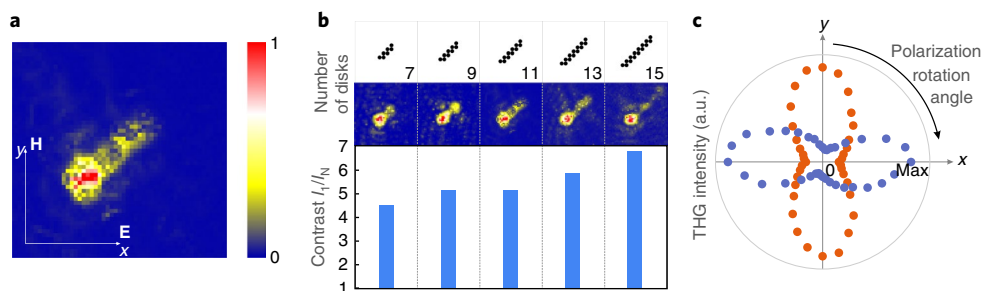 a
1
0
y
H
E
x
b
Number
of disks
7
9
11
13
15
Contrast I₁/I_N
7
6
5
4
3
2
1
c
y
Polarization
rotation
angle
THG intensity (a.u.)
0
Max
x